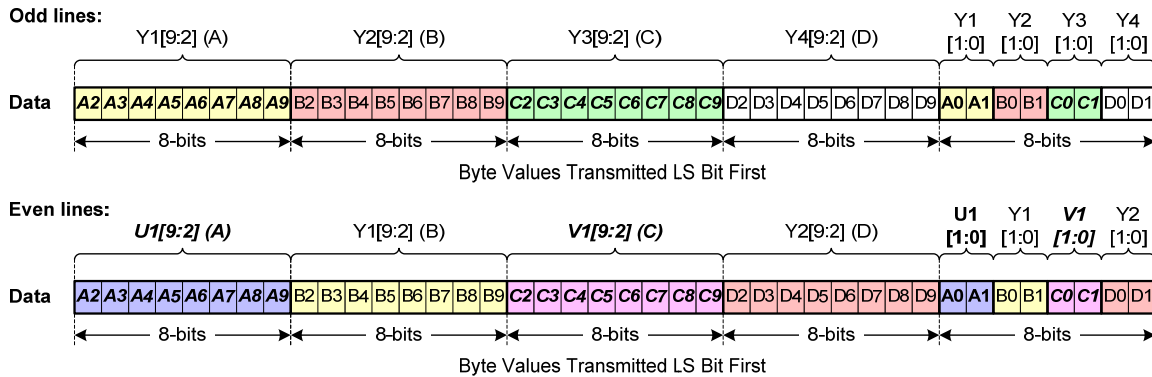 Odd lines:
Y1[9:2] (A) Y2[9:2] (B) Y3[9:2] (C) Y4[9:2] (D) Y1 [1:0] Y2 [1:0] Y3 [1:0] Y4 [1:0]
Data A2 A3 A4 A5 A6 A7 A8 A9 B2 B3 B4 B5 B6 B7 B8 B9 C2 C3 C4 C5 C6 C7 C8 C9 D2 D3 D4 D5 D6 D7 D8 D9 A0 A1 B0 B1 C0 C1 D0 D1
8-bits 8-bits 8-bits 8-bits 8-bits
Byte Values Transmitted LS Bit First
Even lines:
U1[9:2] (A) Y1[9:2] (B) V1[9:2] (C) Y2[9:2] (D) U1 [1:0] Y1 [1:0] V1 [1:0] Y2 [1:0]
Data A2 A3 A4 A5 A6 A7 A8 A9 B2 B3 B4 B5 B6 B7 B8 B9 C2 C3 C4 C5 C6 C7 C8 C9 D2 D3 D4 D5 D6 D7 D8 D9 A0 A1 B0 B1 C0 C1 D0 D1
8-bits 8-bits 8-bits 8-bits 8-bits
Byte Values Transmitted LS Bit First